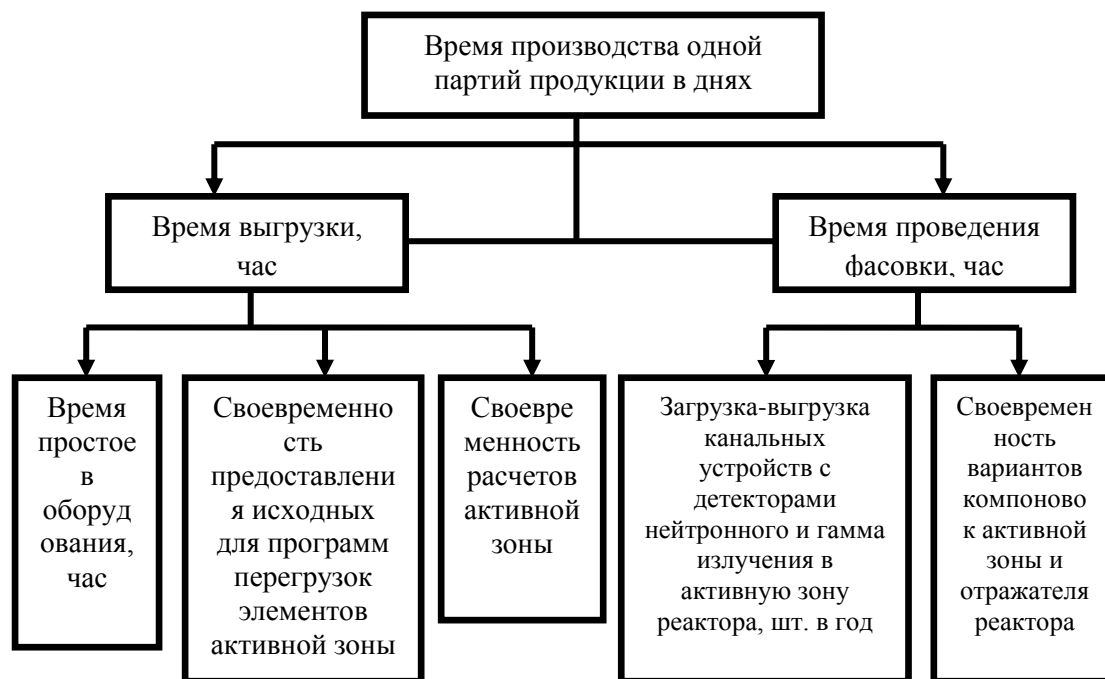 Время производства одной
партий продукции в днях
Время выгрузки,
час
Время проведения
фасовки, час
Время
простое
в
оборуд
ования,
час
Своевременно
сть
предоставлени
я исходных
для программ
перегрузок
элементов
активной зоны
Своевре
менность
расчетов
активной
зоны
Загрузка-выгрузка
канальных
устройств с
детекторами
нейтронного и гамма
излучения в
активную зону
реактора, шт. в год
Своевремен
ность
вариантов
компоново
к активной
зоны и
отражателя
реактора